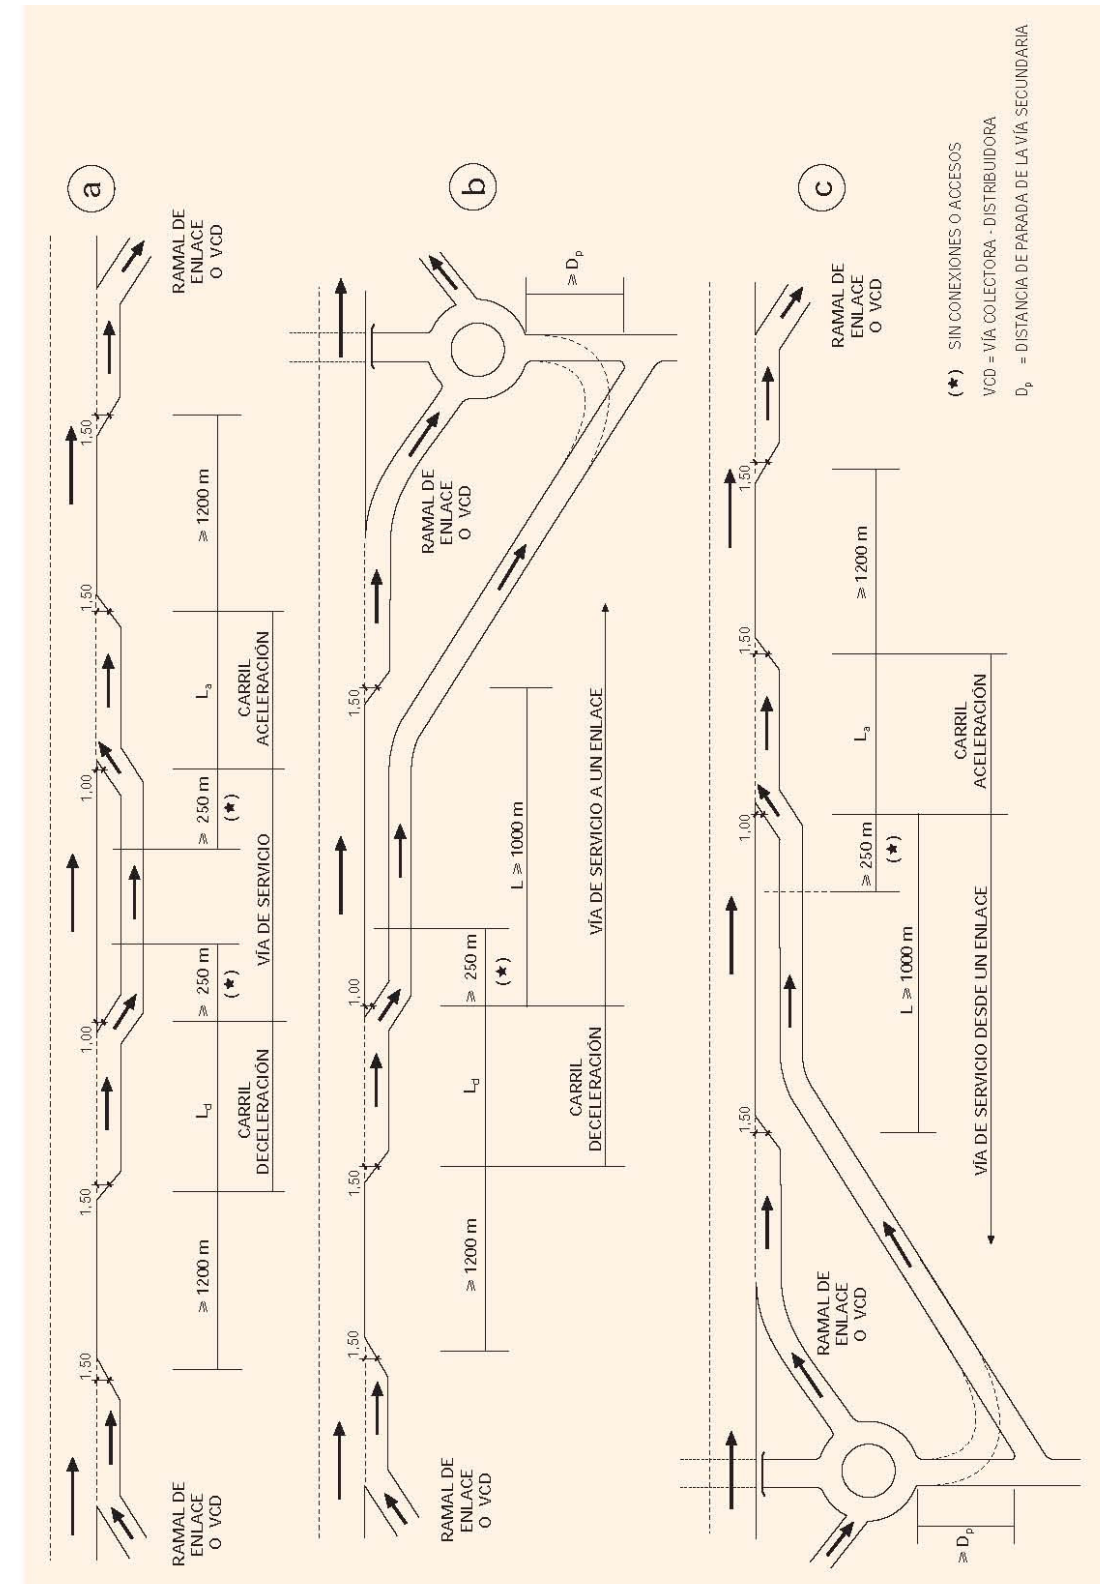 a
RAMAL DE
ENLACE
O VCD
1,50
≥ 1200 m
1,50
L_d
CARRIL
DECELERACIÓN
1,00
≥ 250 m
(★)
VÍA DE SERVICIO
≥ 250 m
(★)
1,00
L_a
CARRIL
ACELERACIÓN
1,50
≥ 1200 m
1,50
RAMAL DE
ENLACE
O VCD
b
RAMAL DE
ENLACE
O VCD
1,50
≥ 1200 m
1,50
L_d
CARRIL
DECELERACIÓN
1,00
≥ 250 m
(★)
L ≥ 1000 m
VÍA DE SERVICIO A UN ENLACE
1,50
RAMAL DE
ENLACE
O VCD
≥ D_p
c
≥ D_p
RAMAL DE
ENLACE
O VCD
1,50
L ≥ 1000 m
VÍA DE SERVICIO DESDE UN ENLACE
≥ 250 m
(★)
1,00
L_a
CARRIL
ACELERACIÓN
1,50
≥ 1200 m
1,50
RAMAL DE
ENLACE
O VCD
(★) SIN CONEXIONES O ACCESOS
VCD = VÍA COLECTORA - DISTRIBUIDORA
D_p = DISTANCIA DE PARADA DE LA VÍA SECUNDARIA